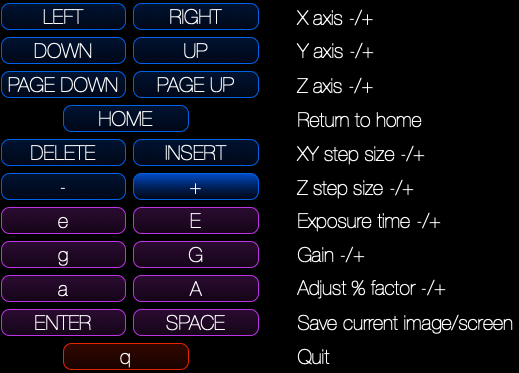 LEFT RIGHT X axis -/+
DOWN UP Y axis -/+
PAGE DOWN PAGE UP Z axis -/+
HOME Return to home
DELETE INSERT XY step size -/+
- + Z step size -/+
e E Exposure time -/+
g G Gain -/+
a A Adjust % factor -/+
ENTER SPACE Save current image/screen
q Quit